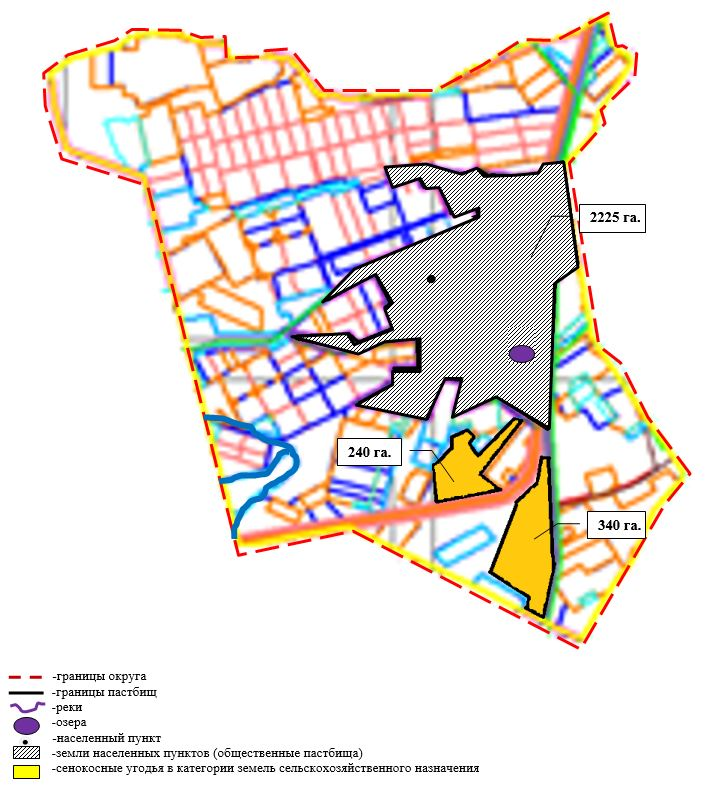 2225 га.
240 га.
340 га.
-границы округа
-границы пастбищ
-реки
-озера
-населенный пункт
-земли населенных пунктов (общественные пастбища)
-сенокосные угодья в категории земель сельскохозяйственного назначения